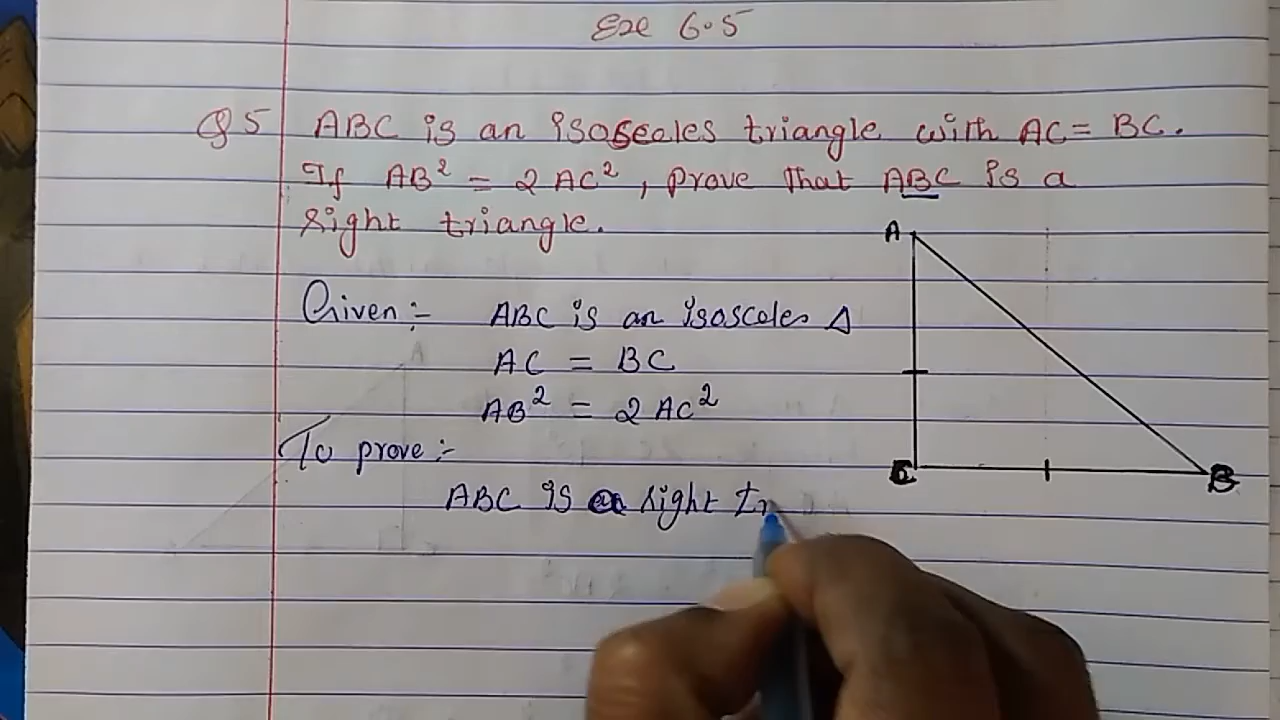 Exe 6.5
Q5 ABC is an isosceles triangle with AC = BC.
If AB² = 2AC², prove that ABC is a
right triangle.
A
Given :- ABC is an isosceles Δ
AC = BC
AB² = 2AC²
To prove :-
C B
ABC is a right tr